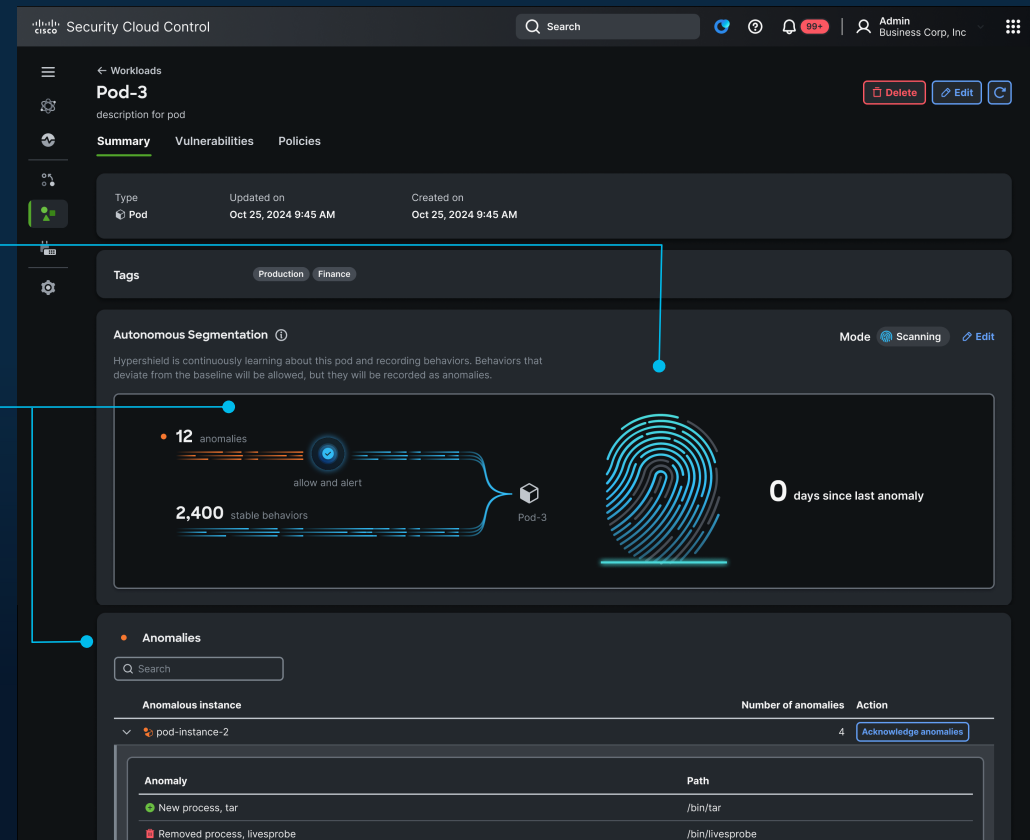 cisco Security Cloud Control
Search
99+
Admin
Business Corp, Inc
← Workloads
Pod-3
description for pod
Delete
Edit
Summary Vulnerabilities Policies
Type Updated on Created on
Pod Oct 25, 2024 9:45 AM Oct 25, 2024 9:45 AM
Tags Production Finance
Autonomous Segmentation
Mode Scanning Edit
Hypershield is continuously learning about this pod and recording behaviors. Behaviors that
deviate from the baseline will be allowed, but they will be recorded as anomalies.
12 anomalies
allow and alert
2,400 stable behaviors
Pod-3
0 days since last anomaly
Anomalies
Search
Anomalous instance Number of anomalies Action
pod-instance-2 4 Acknowledge anomalies
Anomaly Path
New process, tar /bin/tar
Removed process, livesprobe /bin/livesprobe